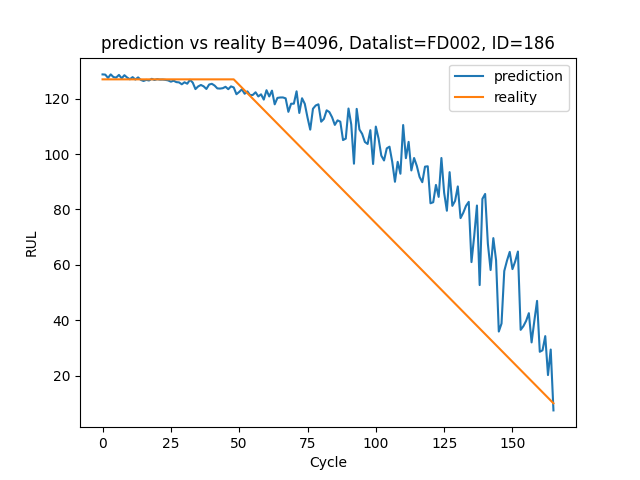 prediction vs reality B=4096, Datalist=FD002, ID=186
prediction
reality
120
100
80
60
40
20
RUL
0 25 50 75 100 125 150
Cycle